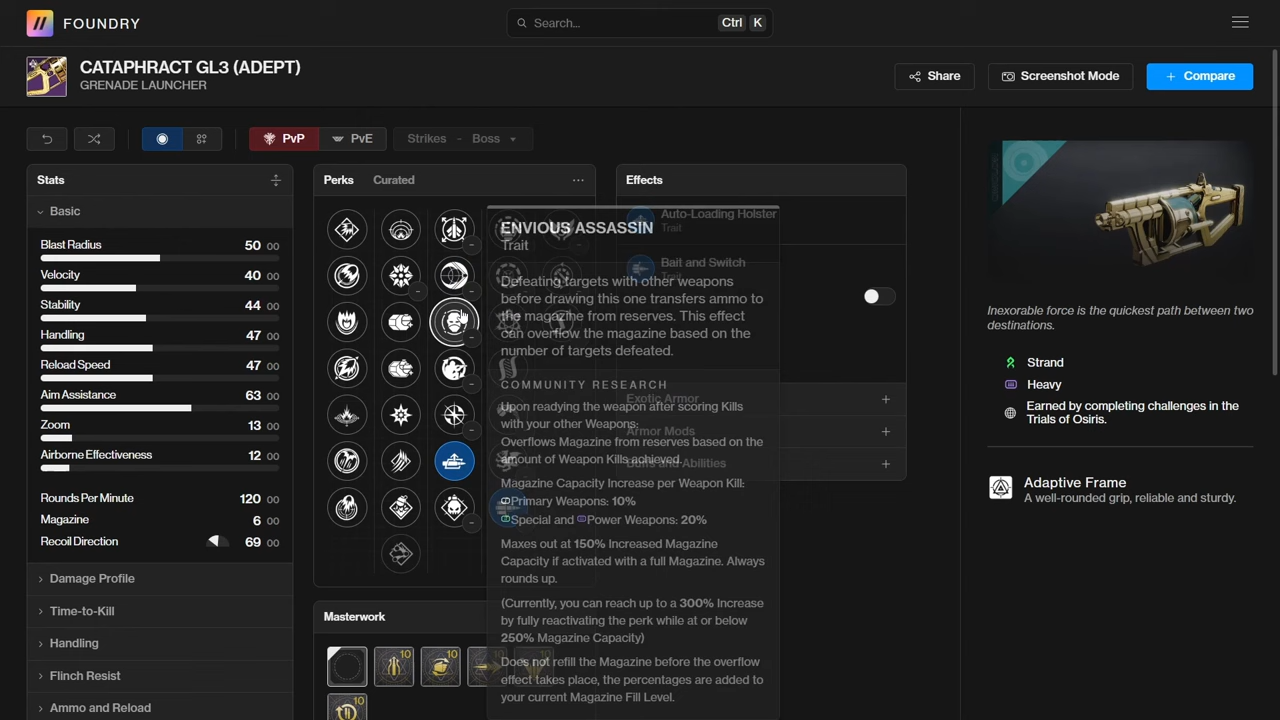 FOUNDRY
Search...
Ctrl K
CATAPHRACT GL3 (ADEPT)
GRENADE LAUNCHER
Share
Screenshot Mode
+ Compare
PvP
PvE
Strikes - Boss
Stats
Basic
Blast Radius 50 00
Velocity 40 00
Stability 44 00
Handling 47 00
Reload Speed 47 00
Aim Assistance 63 00
Zoom 13 00
Airborne Effectiveness 12 00
Rounds Per Minute 120 00
Magazine 6 00
Recoil Direction 69 00
Damage Profile
Time-to-Kill
Handling
Flinch Resist
Ammo and Reload
Perks
Curated
ENVIOUS ASSASSIN
Trait
Defeating targets with other weapons
before drawing this one transfers ammo to
the magazine from reserves. This effect
can overflow the magazine based on the
number of targets defeated.
COMMUNITY RESEARCH
Upon readying the weapon after scoring Kills
with your other Weapons:
Overflows Magazine from reserves based on the
amount of Weapon Kills achieved.
Magazine Capacity Increase per Weapon Kill:
Primary Weapons: 10%
Special and Power Weapons: 20%
Maxes out at 150% Increased Magazine
Capacity if activated with a full Magazine. Always
rounds up.
(Currently, you can reach up to a 300% Increase
by fully reactivating the perk while at or below
250% Magazine Capacity)
Does not refill the Magazine before the overflow
effect takes place, the percentages are added to
your current Magazine Fill Level.
Masterwork
10
10
10
Effects
Auto-Loading Holster
Trait
Bait and Switch
Trait
Exotic Armor +
Armor Mods +
Buffs and Abilities +
Inexorable force is the quickest path between two
destinations.
Strand
Heavy
Earned by completing challenges in the
Trials of Osiris.
Adaptive Frame
A well-rounded grip, reliable and sturdy.